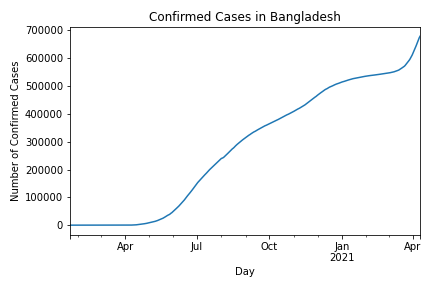 Confirmed Cases in Bangladesh
Number of Confirmed Cases
700000
600000
500000
400000
300000
200000
100000
0
Apr
Jul
Oct
Jan
2021
Apr
Day